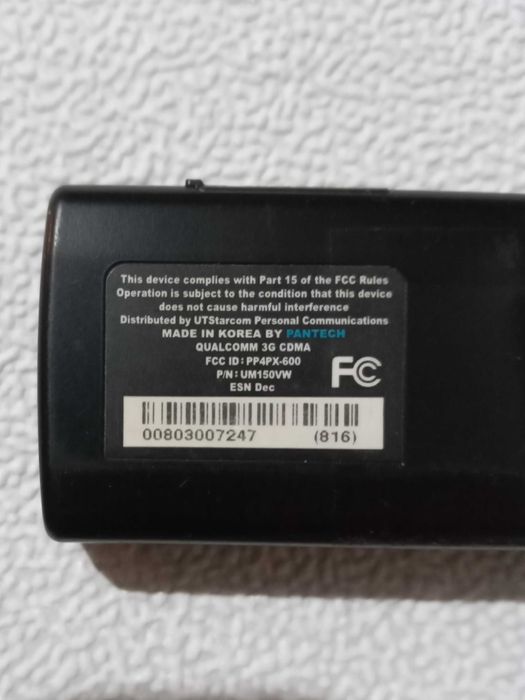 This device complies with Part 15 of the FCC Rules
Operation is subject to the condition that this device
does not cause harmful interference
Distributed by UTStarcom Personal Communications
MADE IN KOREA BY PANTECH
QUALCOMM 3G CDMA
FCC ID : PP4PX-600
P/N : UM150VW
ESN Dec
FC
00803007247 (816)